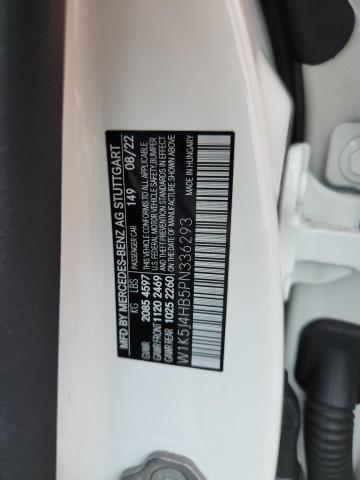 MFD BY MERCEDES-BENZ AG STUTTGART
PASSENGER CAR 149 08/22
KG LBS THIS VEHICLE CONFORMS TO ALL APPLICABLE
GVWR 2085 4597 U.S. FEDERAL MOTOR VEHICLE SAFETY, BUMPER,
GAWR FRONT 1120 2469 AND THEFT PREVENTION STANDARDS IN EFFECT
GAWR REAR 1025 2260 ON THE DATE OF MANUFACTURE SHOWN ABOVE.
W1K5J4HB5PN336293
MADE IN HUNGARY